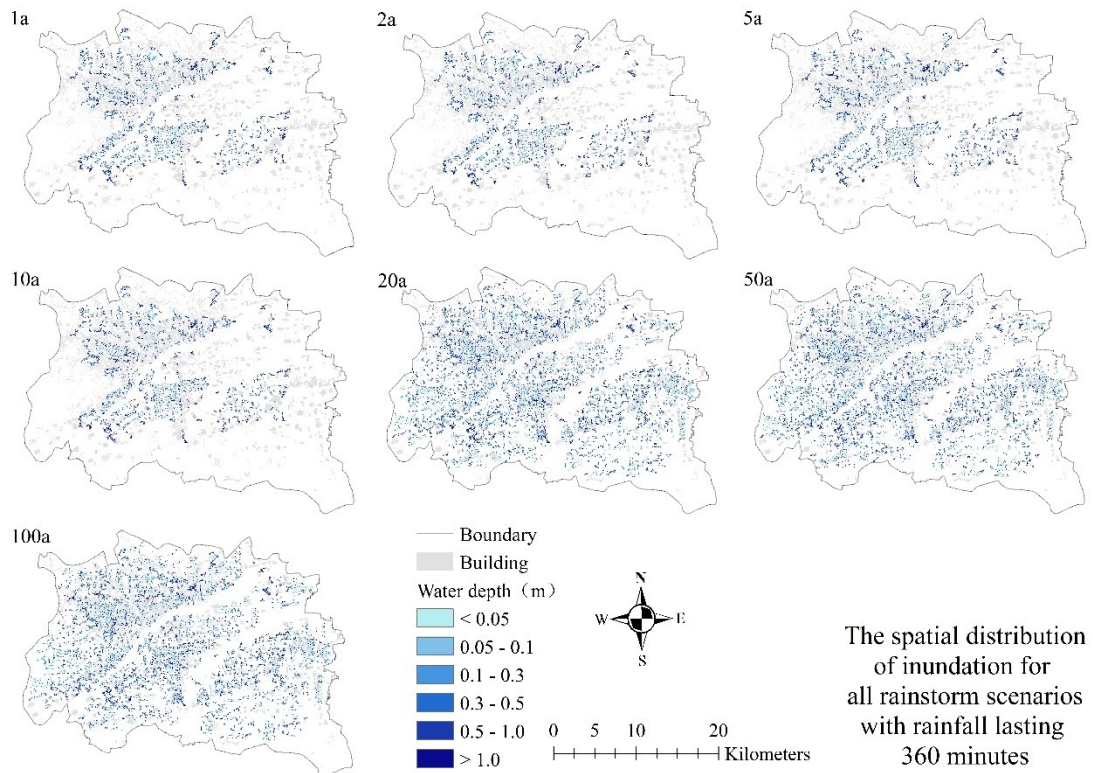 1a
2a
5a
10a
20a
50a
100a
Boundary
Building
Water depth（m）
< 0.05
0.05 - 0.1
0.1 - 0.3
0.3 - 0.5
0.5 - 1.0
> 1.0
N
W
E
S
0 5 10 15 20
Kilometers
The spatial distribution
of inundation for
all rainstorm scenarios
with rainfall lasting
360 minutes